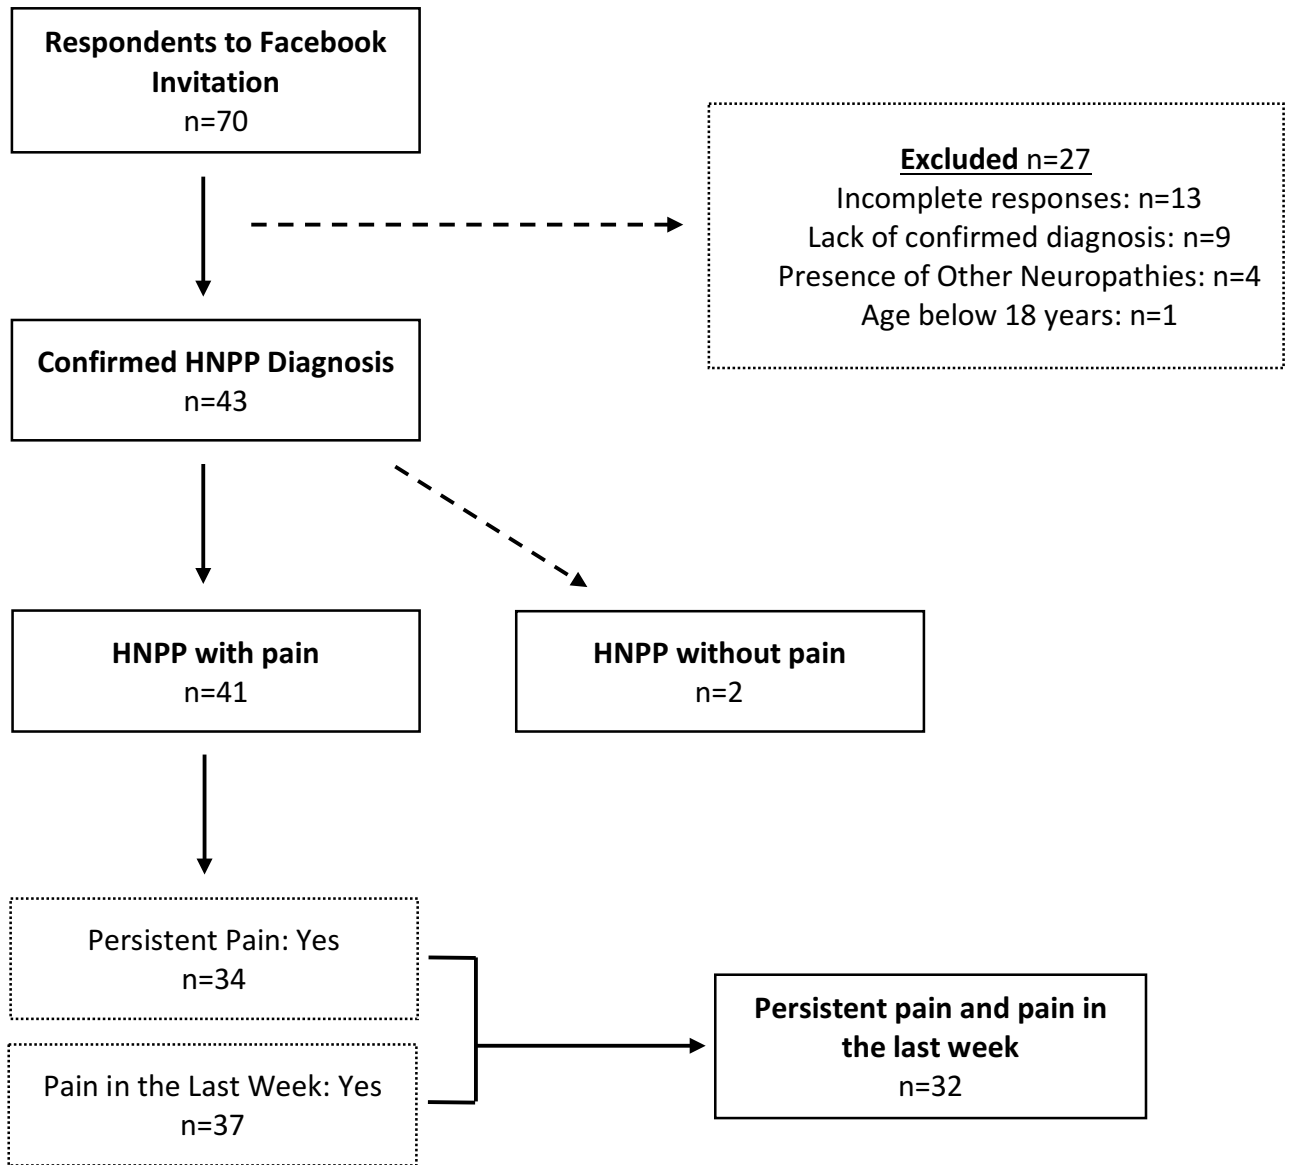 Respondents to Facebook
Invitation
n=70
Excluded n=27
Incomplete responses: n=13
Lack of confirmed diagnosis: n=9
Presence of Other Neuropathies: n=4
Age below 18 years: n=1
Confirmed HNPP Diagnosis
n=43
HNPP with pain
n=41
HNPP without pain
n=2
Persistent Pain: Yes
n=34
Pain in the Last Week: Yes
n=37
Persistent pain and pain in
the last week
n=32